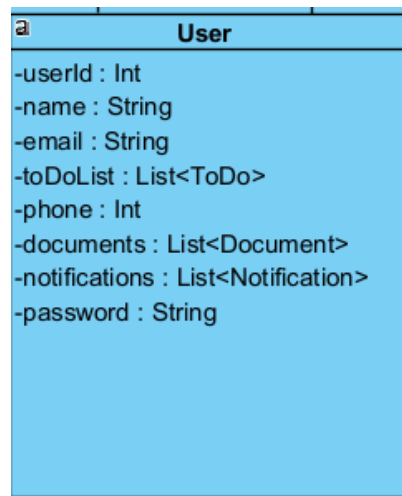 a
User
-userId : Int
-name : String
-email : String
-toDoList : List<ToDo>
-phone : Int
-documents : List<Document>
-notifications : List<Notification>
-password : String